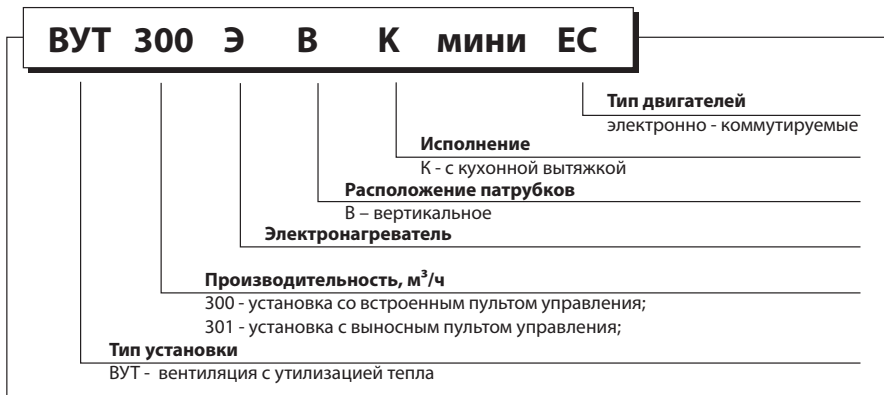 ВУТ 300 Э В К мини ЕС
Тип двигателей
электронно - коммутируемые
Исполнение
К - с кухонной вытяжкой
Расположение патрубков
В – вертикальное
Электронагреватель
Производительность, м³/ч
300 - установка со встроенным пультом управления;
301 - установка с выносным пультом управления;
Тип установки
ВУТ - вентиляция с утилизацией тепла